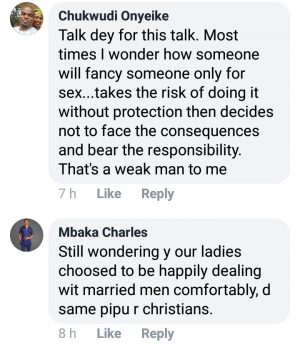 Chukwudi Onyeike
Talk dey for this talk. Most
times I wonder how someone
will fancy someone only for
sex...takes the risk of doing it
without protection then decides
not to face the consequences
and bear the responsibility.
That's a weak man to me
7 h Like Reply
Mbaka Charles
Still wondering y our ladies
choosed to be happily dealing
wit married men comfortably, d
same pipu r christians.
8 h Like Reply